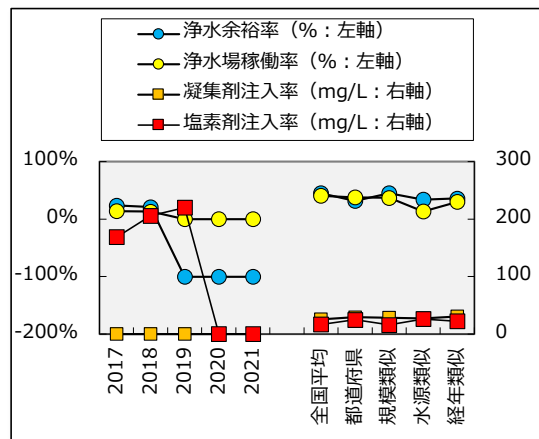 浄水余裕率（%：左軸）
浄水場稼働率（%：左軸）
凝集剤注入率（mg/L：右軸）
塩素剤注入率（mg/L：右軸）
100%
0%
-100%
-200%
300
200
100
0
2017
2018
2019
2020
2021
全国平均
都道府県
規模類似
水源類似
経年類似